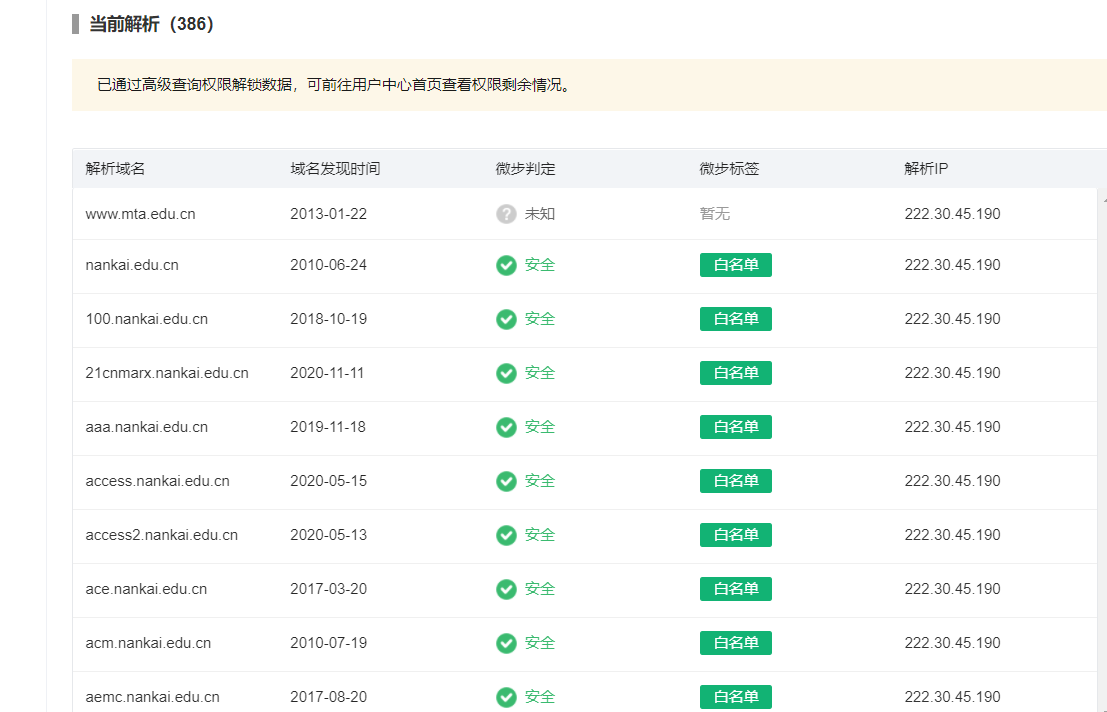 当前解析（386）
已通过高级查询权限解锁数据，可前往用户中心首页查看权限剩余情况。
解析域名 域名发现时间 微步判定 微步标签 解析IP
www.mta.edu.cn 2013-01-22 ? 未知 暂无 222.30.45.190
nankai.edu.cn 2010-06-24 安全 白名单 222.30.45.190
100.nankai.edu.cn 2018-10-19 安全 白名单 222.30.45.190
21cnmarx.nankai.edu.cn 2020-11-11 安全 白名单 222.30.45.190
aaa.nankai.edu.cn 2019-11-18 安全 白名单 222.30.45.190
access.nankai.edu.cn 2020-05-15 安全 白名单 222.30.45.190
access2.nankai.edu.cn 2020-05-13 安全 白名单 222.30.45.190
ace.nankai.edu.cn 2017-03-20 安全 白名单 222.30.45.190
acm.nankai.edu.cn 2010-07-19 安全 白名单 222.30.45.190
aemc.nankai.edu.cn 2017-08-20 安全 白名单 222.30.45.190